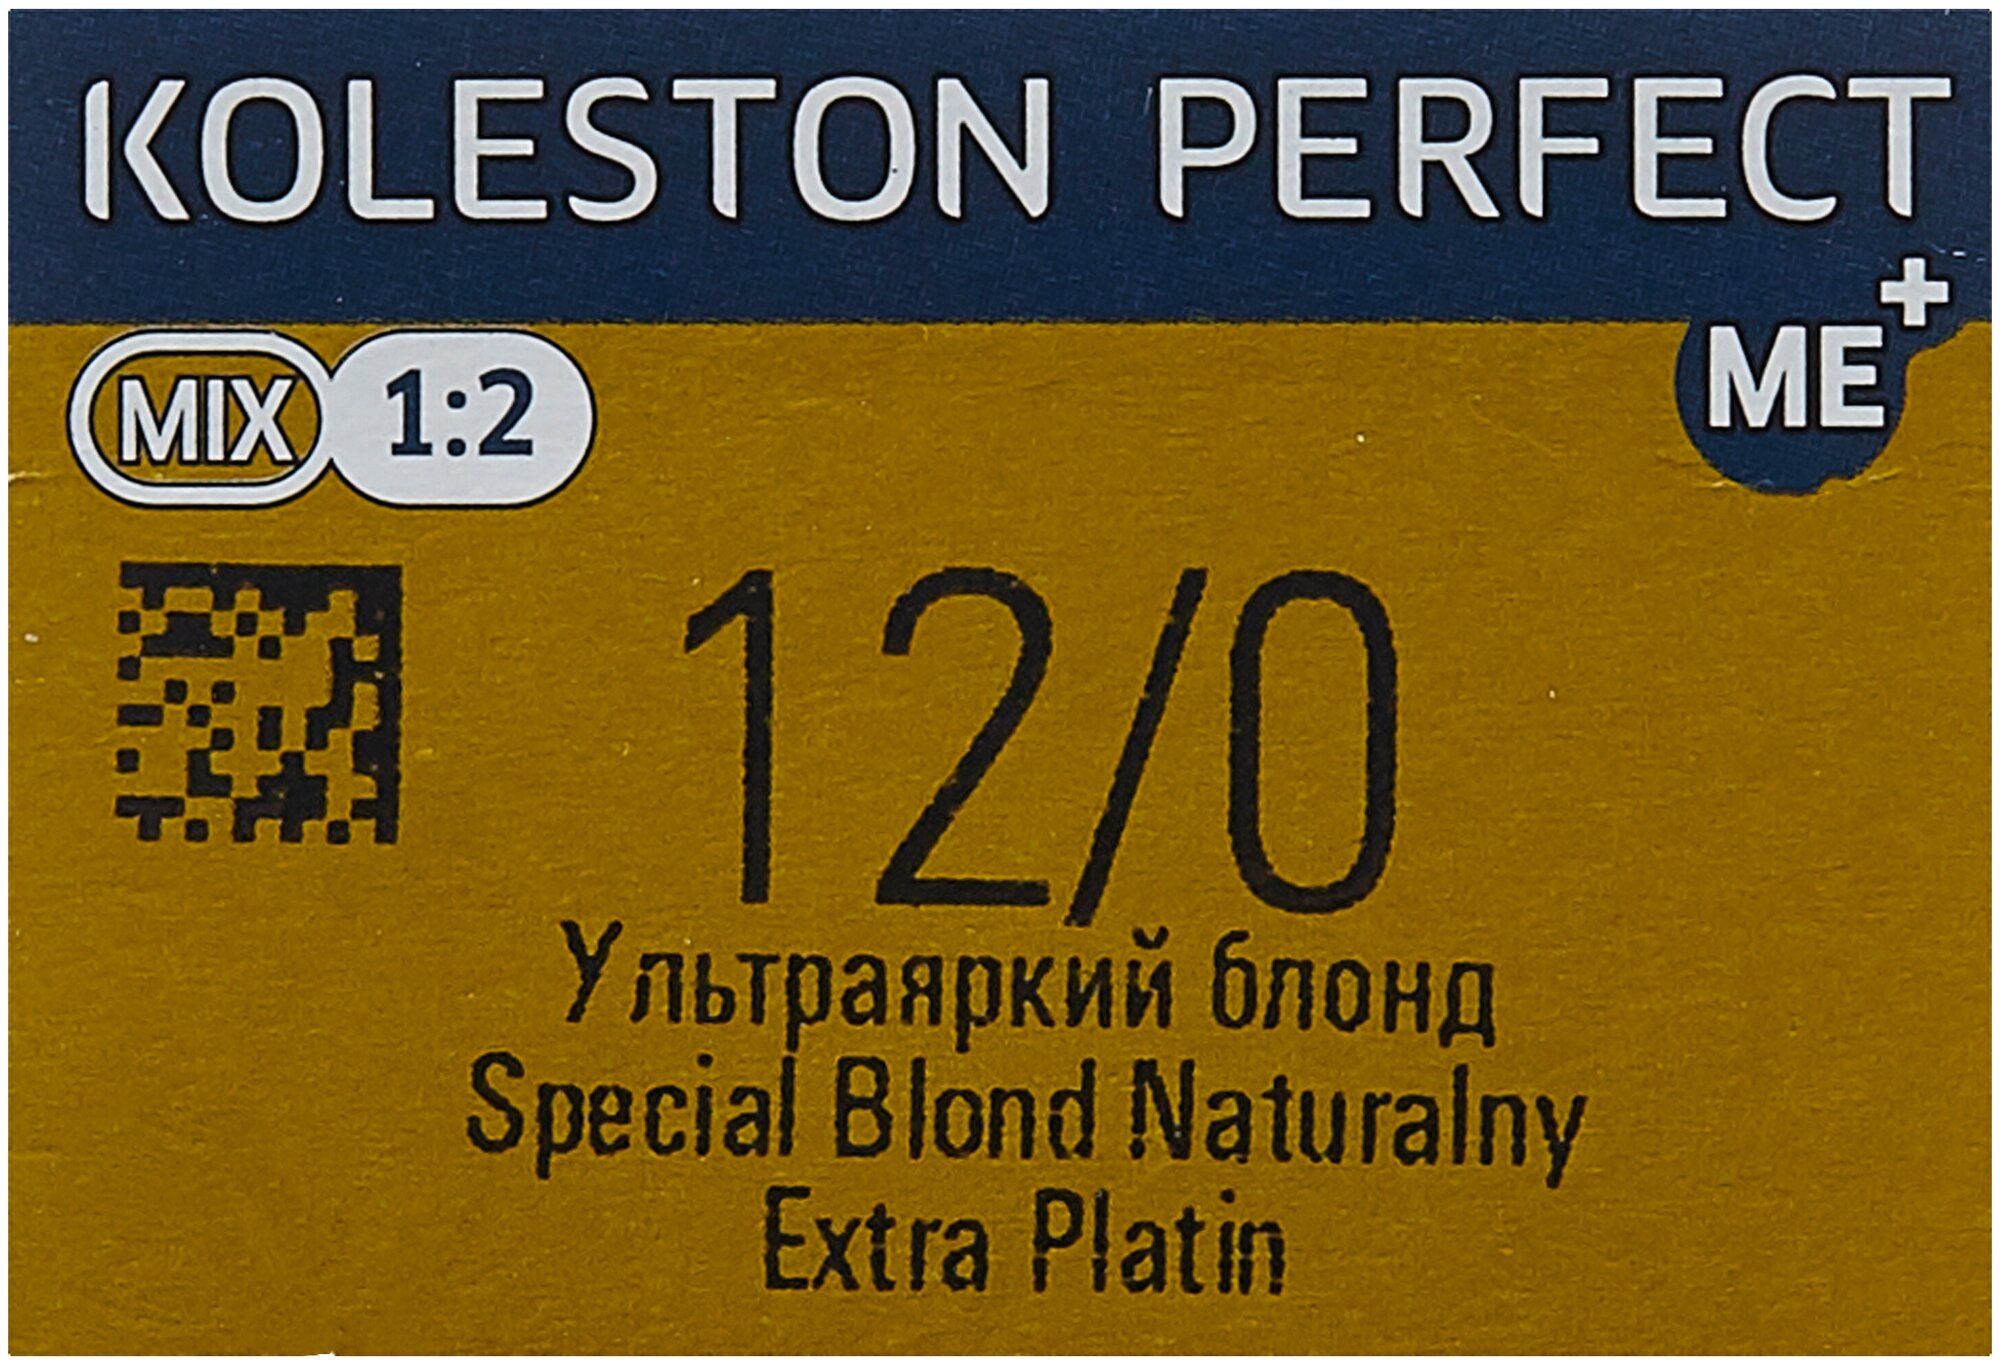 KOLESTON PERFECT
ME+
MIX 1:2
12/0
Ультраяркий блонд
Special Blond Naturalny
Extra Platin